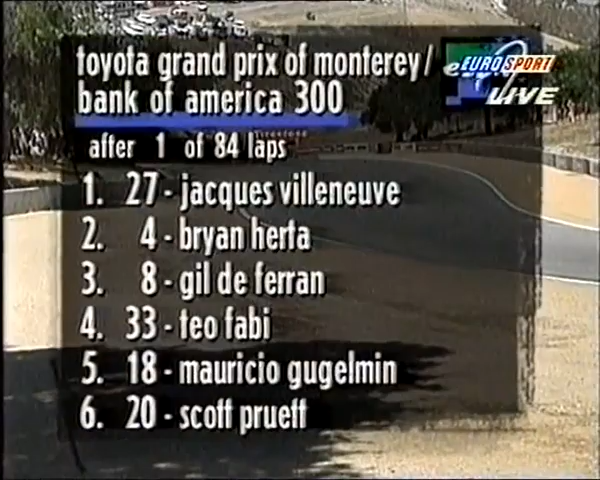 toyota grand prix of monterey/
bank of america 300
EUROSPORT
LIVE
after 1 of 84 laps
Firestone
1. 27 - jacques villeneuve
2. 4 - bryan herta
3. 8 - gil de ferran
4. 33 - teo fabi
5. 18 - mauricio gugelmin
6. 20 - scott pruett